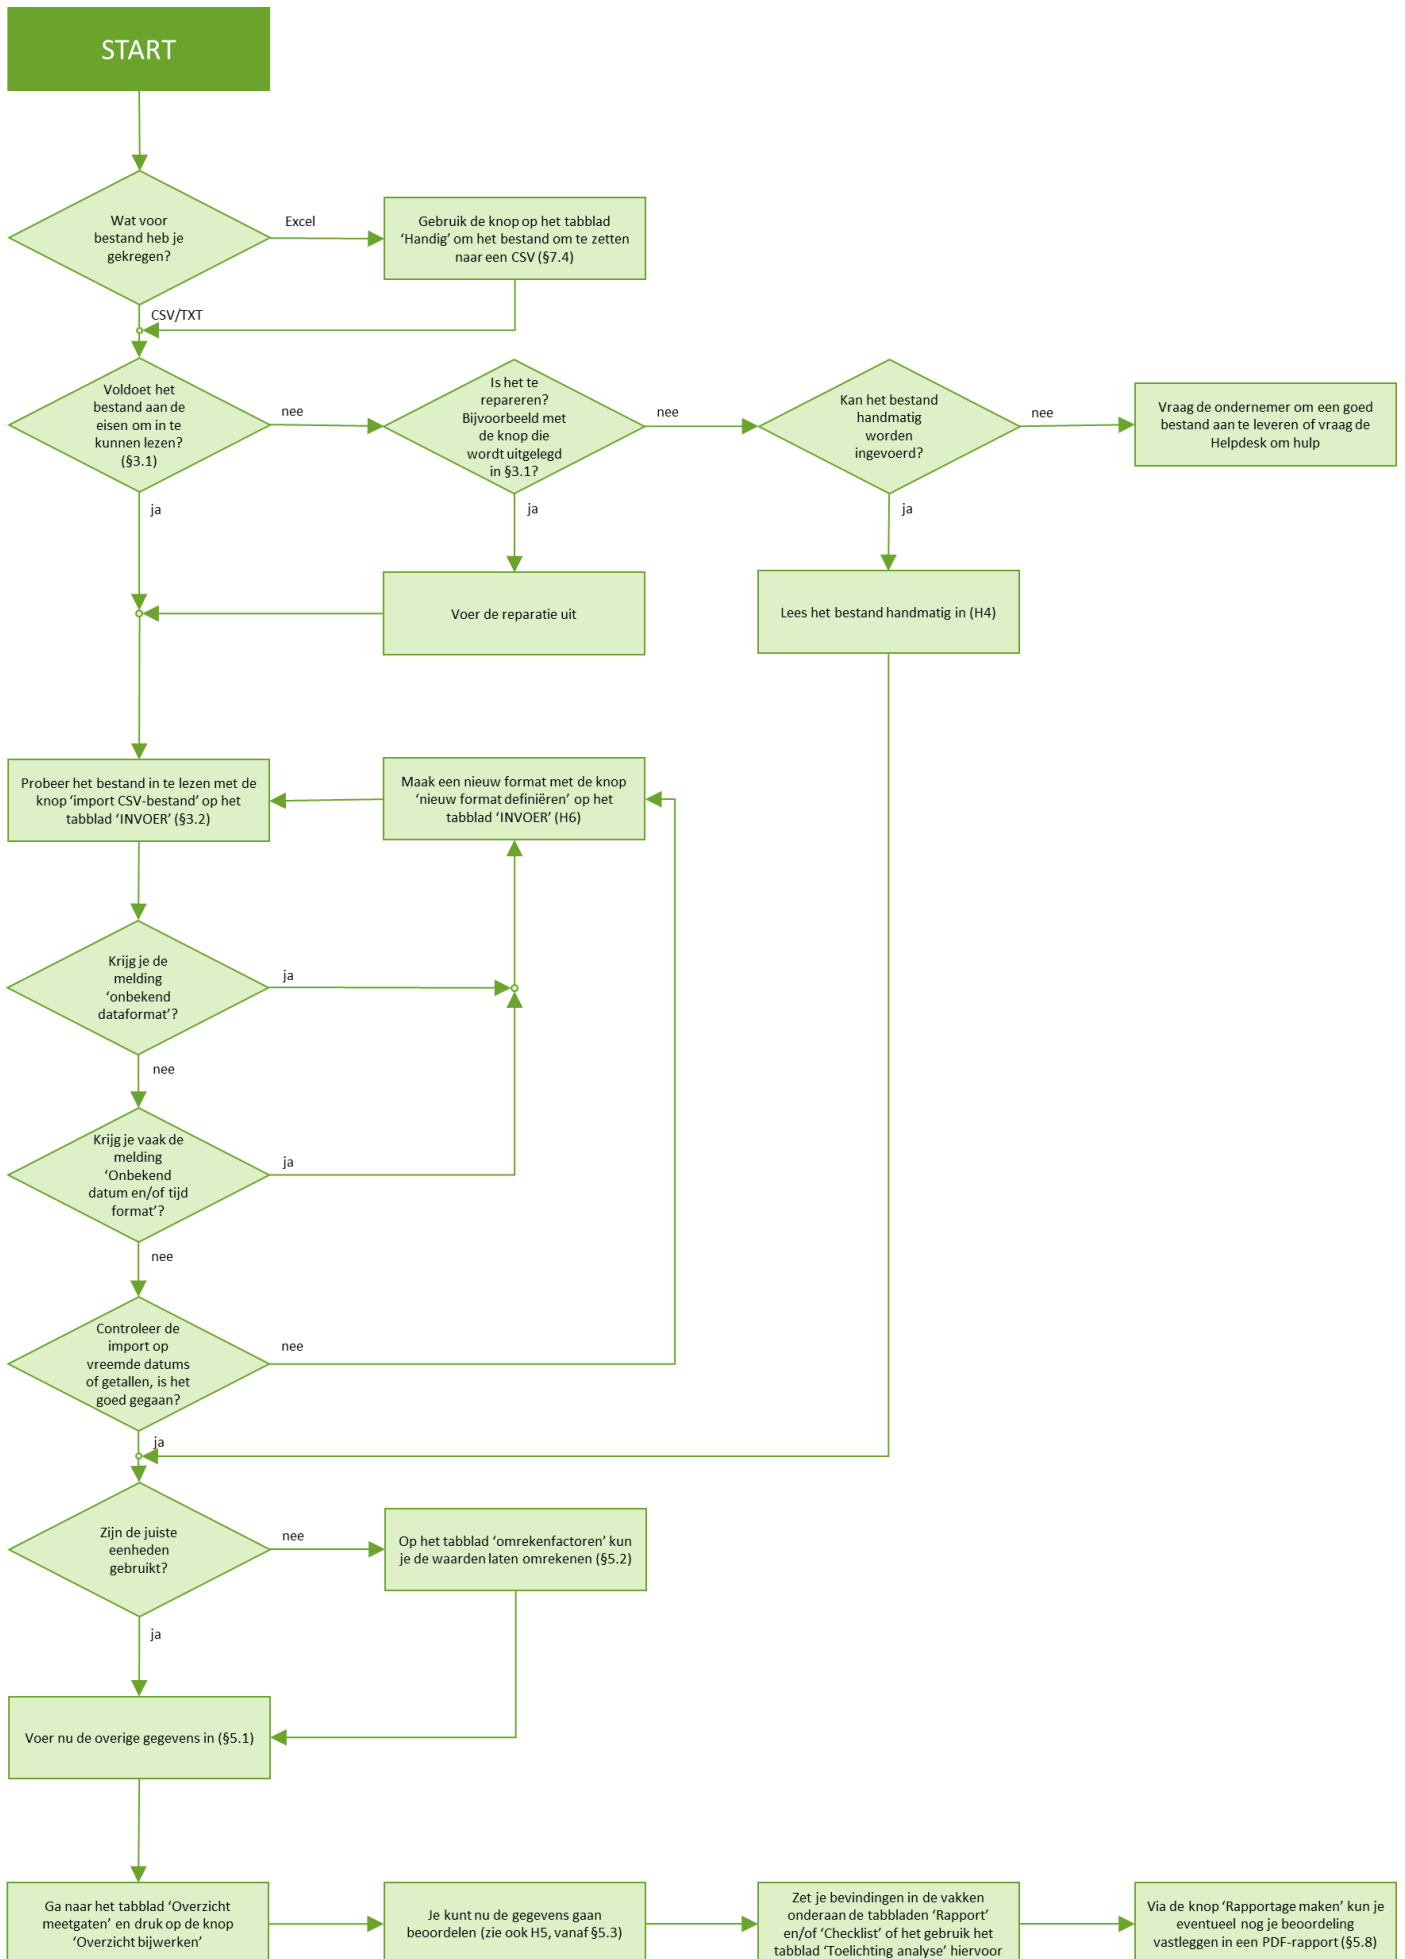 START
Wat voor
bestand heb je
gekregen?
Excel
Gebruik de knop op het tabblad
‘Handig’ om het bestand om te zetten
naar een CSV (§7.4)
CSV/TXT
Voldoet het
bestand aan de
eisen om in te
kunnen lezen?
(§3.1)
nee
Is het te
repareren?
Bijvoorbeeld met
de knop die
wordt uitgelegd
in §3.1?
nee
Kan het bestand
handmatig
worden
ingevoerd?
nee
Vraag de ondernemer om een goed
bestand aan te leveren of vraag de
Helpdesk om hulp
ja
ja
ja
Voer de reparatie uit
Lees het bestand handmatig in (H4)
Probeer het bestand in te lezen met de
knop ‘import CSV-bestand’ op het
tabblad ‘INVOER’ (§3.2)
Maak een nieuw format met de knop
‘nieuw format definiëren’ op het
tabblad ‘INVOER’ (H6)
Krijg je de
melding
‘onbekend
dataformat’?
ja
nee
Krijg je vaak de
melding
‘Onbekend
datum en/of tijd
format’?
ja
nee
Controleer de
import op
vreemde datums
of getallen, is het
goed gegaan?
nee
ja
Zijn de juiste
eenheden
gebruikt?
nee
Op het tabblad ‘omrekenfactoren’ kun
je de waarden laten omrekenen (§5.2)
ja
Voer nu de overige gegevens in (§5.1)
Ga naar het tabblad ‘Overzicht
meetgaten’ en druk op de knop
‘Overzicht bijwerken’
Je kunt nu de gegevens gaan
beoordelen (zie ook H5, vanaf §5.3)
Zet je bevindingen in de vakken
onderaan de tabbladen ‘Rapport’
en/of ‘Checklist’ of het gebruik het
tabblad ‘Toelichting analyse’ hiervoor
Via de knop ‘Rapportage maken’ kun je
eventueel nog je beoordeling
vastleggen in een PDF-rapport (§5.8)